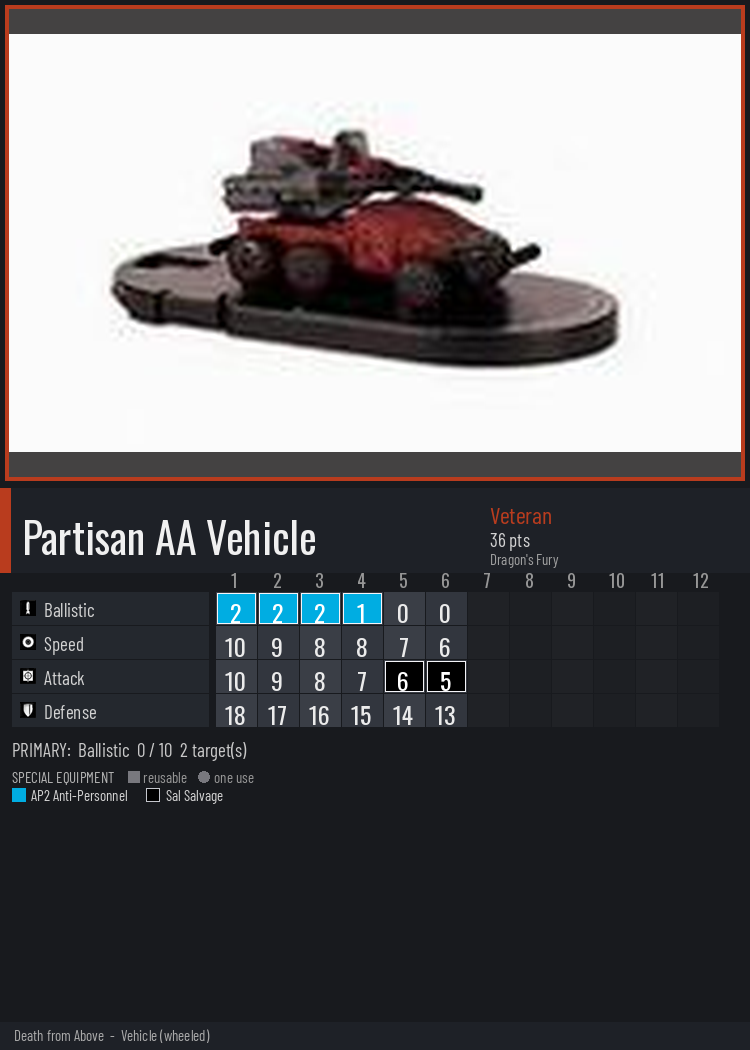 Partisan AA Vehicle
Veteran
36 pts
Dragon's Fury
1 2 3 4 5 6 7 8 9 10 11 12
Ballistic 2 2 2 1 0 0
Speed 10 9 8 8 7 6
Attack 10 9 8 7 6 5
Defense 18 17 16 15 14 13
PRIMARY: Ballistic 0 / 10 2 target(s)
SPECIAL EQUIPMENT reusable one use
AP2 Anti-Personnel Sal Salvage
Death from Above - Vehicle (wheeled)